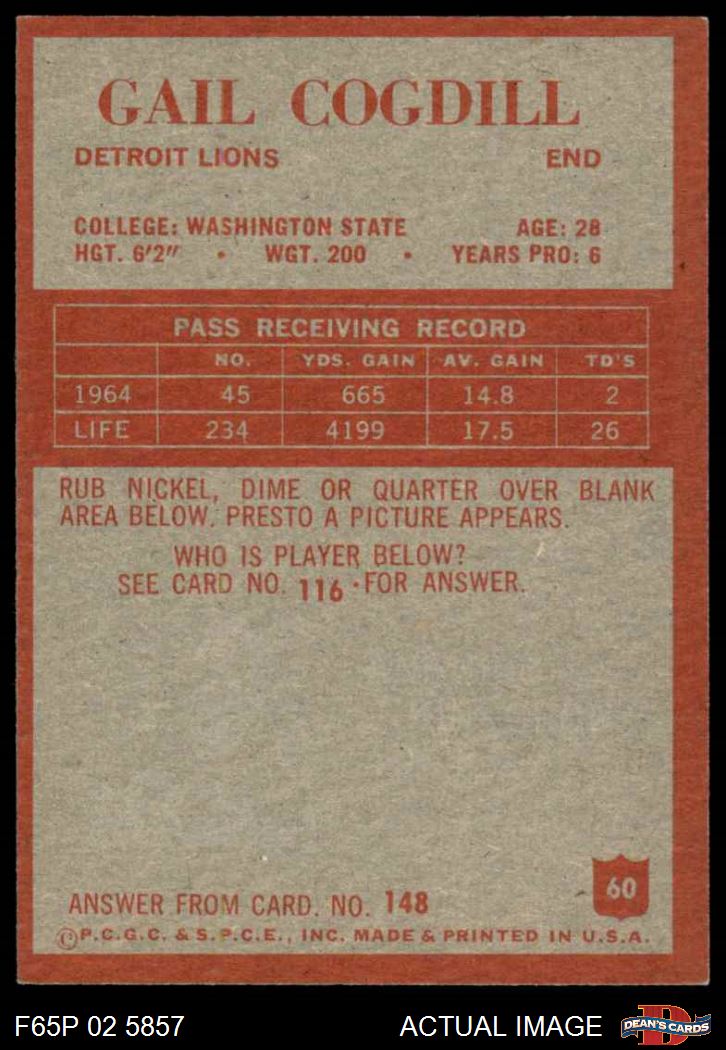 GAIL COGDILL
DETROIT LIONS END
COLLEGE: WASHINGTON STATE AGE: 28
HGT. 6'2" • WGT. 200 • YEARS PRO: 6
PASS RECEIVING RECORD
NO. YDS. GAIN AV. GAIN TD'S
1964 45 665 14.8 2
LIFE 234 4199 17.5 26
RUB NICKEL, DIME OR QUARTER OVER BLANK
AREA BELOW. PRESTO A PICTURE APPEARS.
WHO IS PLAYER BELOW?
SEE CARD NO. 116 · FOR ANSWER.
60
ANSWER FROM CARD. NO. 148
©P.C.G.C. & S.P.C.E., INC. MADE & PRINTED IN U.S.A.
F65P 02 5857 ACTUAL IMAGE D DEAN'S CARDS